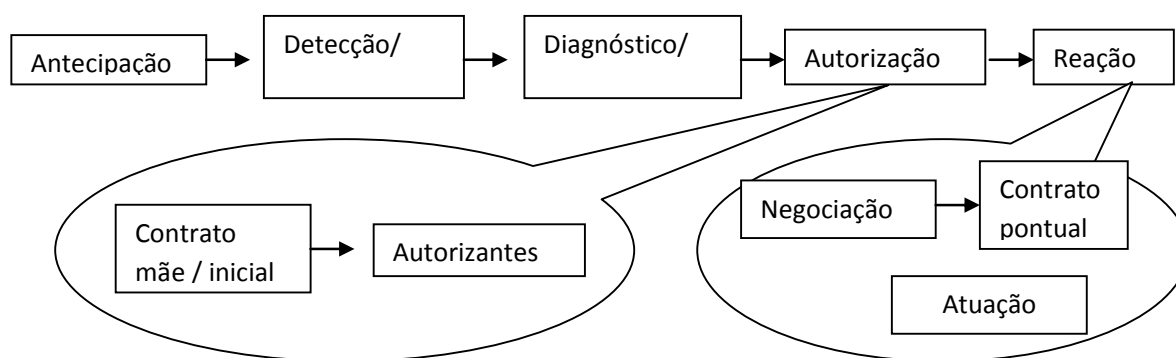 Antecipação
Detecção/
Diagnóstico/
Autorização
Reação
Contrato
mãe / inicial
Autorizantes
Negociação
Contrato
pontual
Atuação